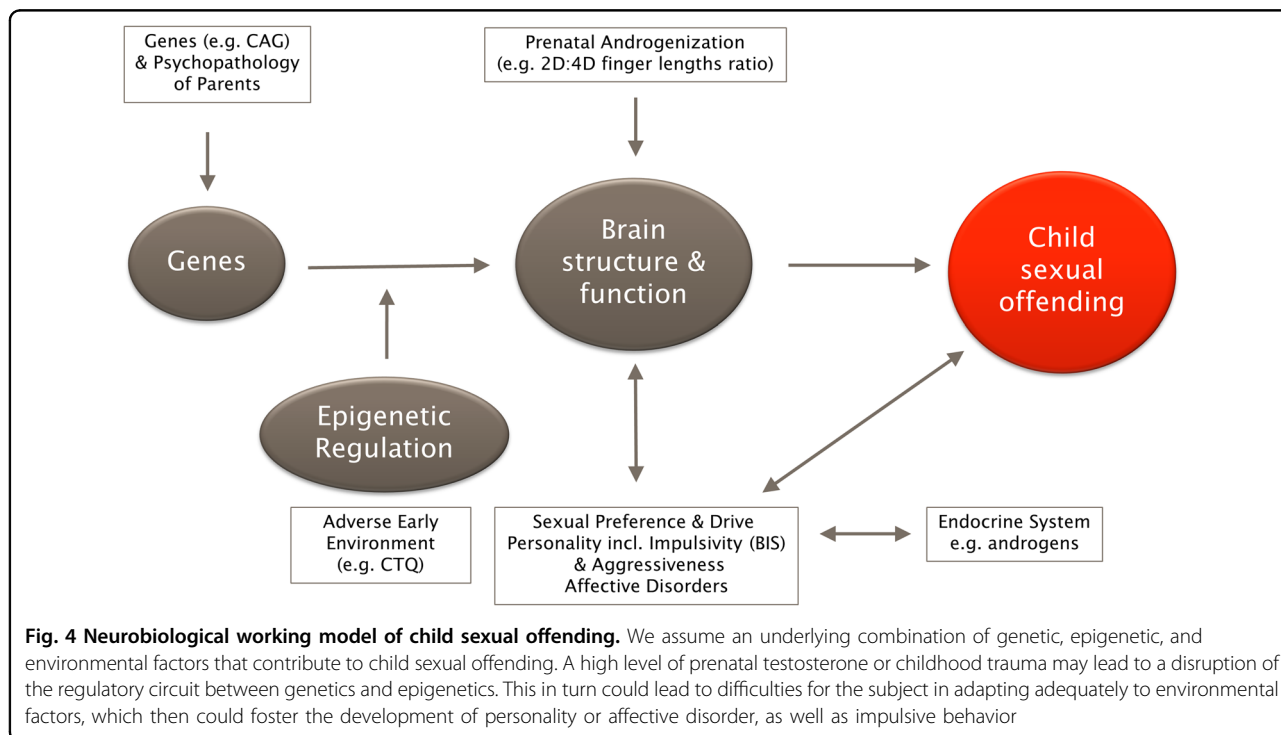 Genes (e.g. CAG)
& Psychopathology
of Parents
Prenatal Androgenization
(e.g. 2D:4D finger lengths ratio)
Genes
Brain
structure &
function
Child
sexual
offending
Epigenetic
Regulation
Adverse Early
Environment
(e.g. CTQ)
Sexual Preference & Drive
Personality incl. Impulsivity (BIS)
& Aggressiveness
Affective Disorders
Endocrine System
e.g. androgens
Fig. 4 Neurobiological working model of child sexual offending. We assume an underlying combination of genetic, epigenetic, and
environmental factors that contribute to child sexual offending. A high level of prenatal testosterone or childhood trauma may lead to a disruption of
the regulatory circuit between genetics and epigenetics. This in turn could lead to difficulties for the subject in adapting adequately to environmental
factors, which then could foster the development of personality or affective disorder, as well as impulsive behavior